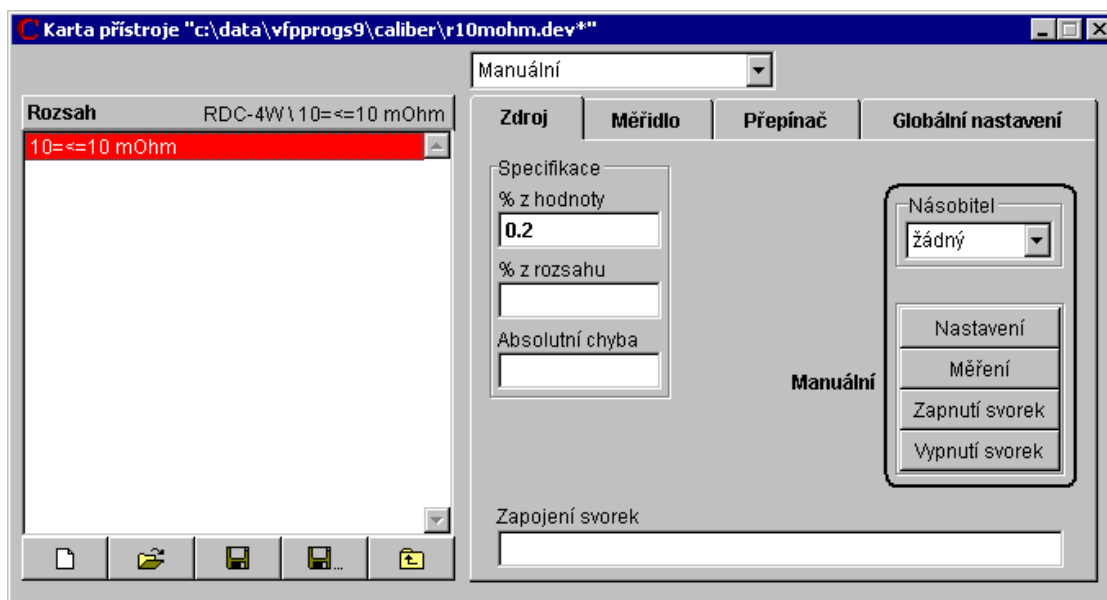 Karta přístroje "c:\data\vfpprogs9\caliber\r10mohm.dev*"
Manuální
Rozsah RDC-4W\10=<=10 mOhm
10=<=10 mOhm
Zdroj Měřidlo Přepínač Globální nastavení
Specifikace
% z hodnoty
0.2
% z rozsahu
Absolutní chyba
Násobitel
žádný
Manuální
Nastavení
Měření
Zapnutí svorek
Vypnutí svorek
Zapojení svorek